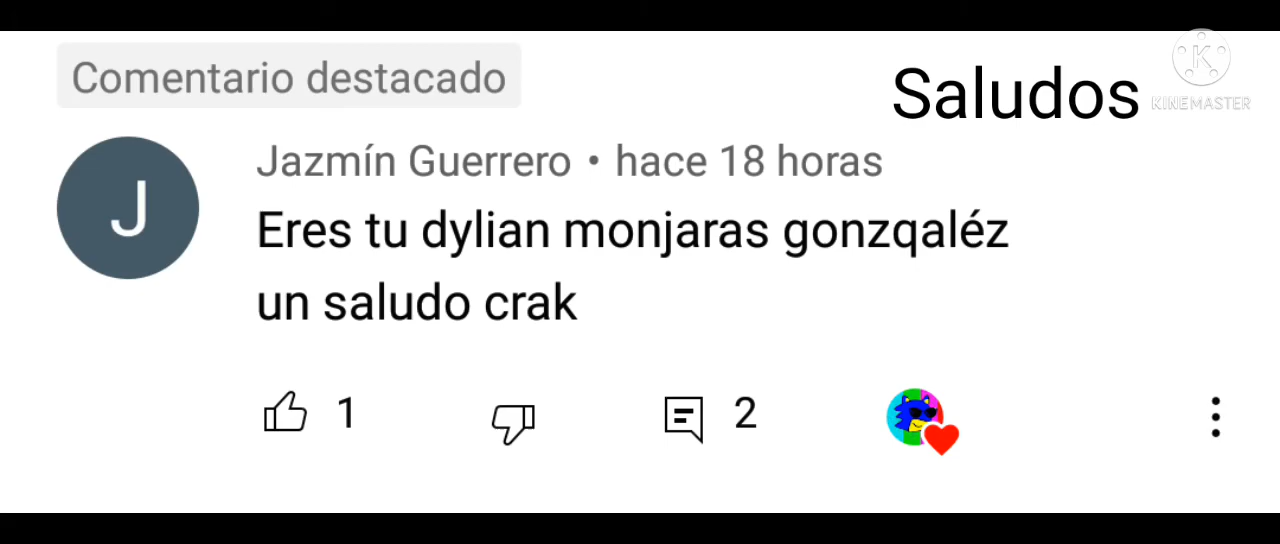 Comentario destacado
Saludos
KINEMASTER
K
J
Jazmín Guerrero • hace 18 horas
Eres tu dylian monjaras gonzqaléz
un saludo crak
1
2